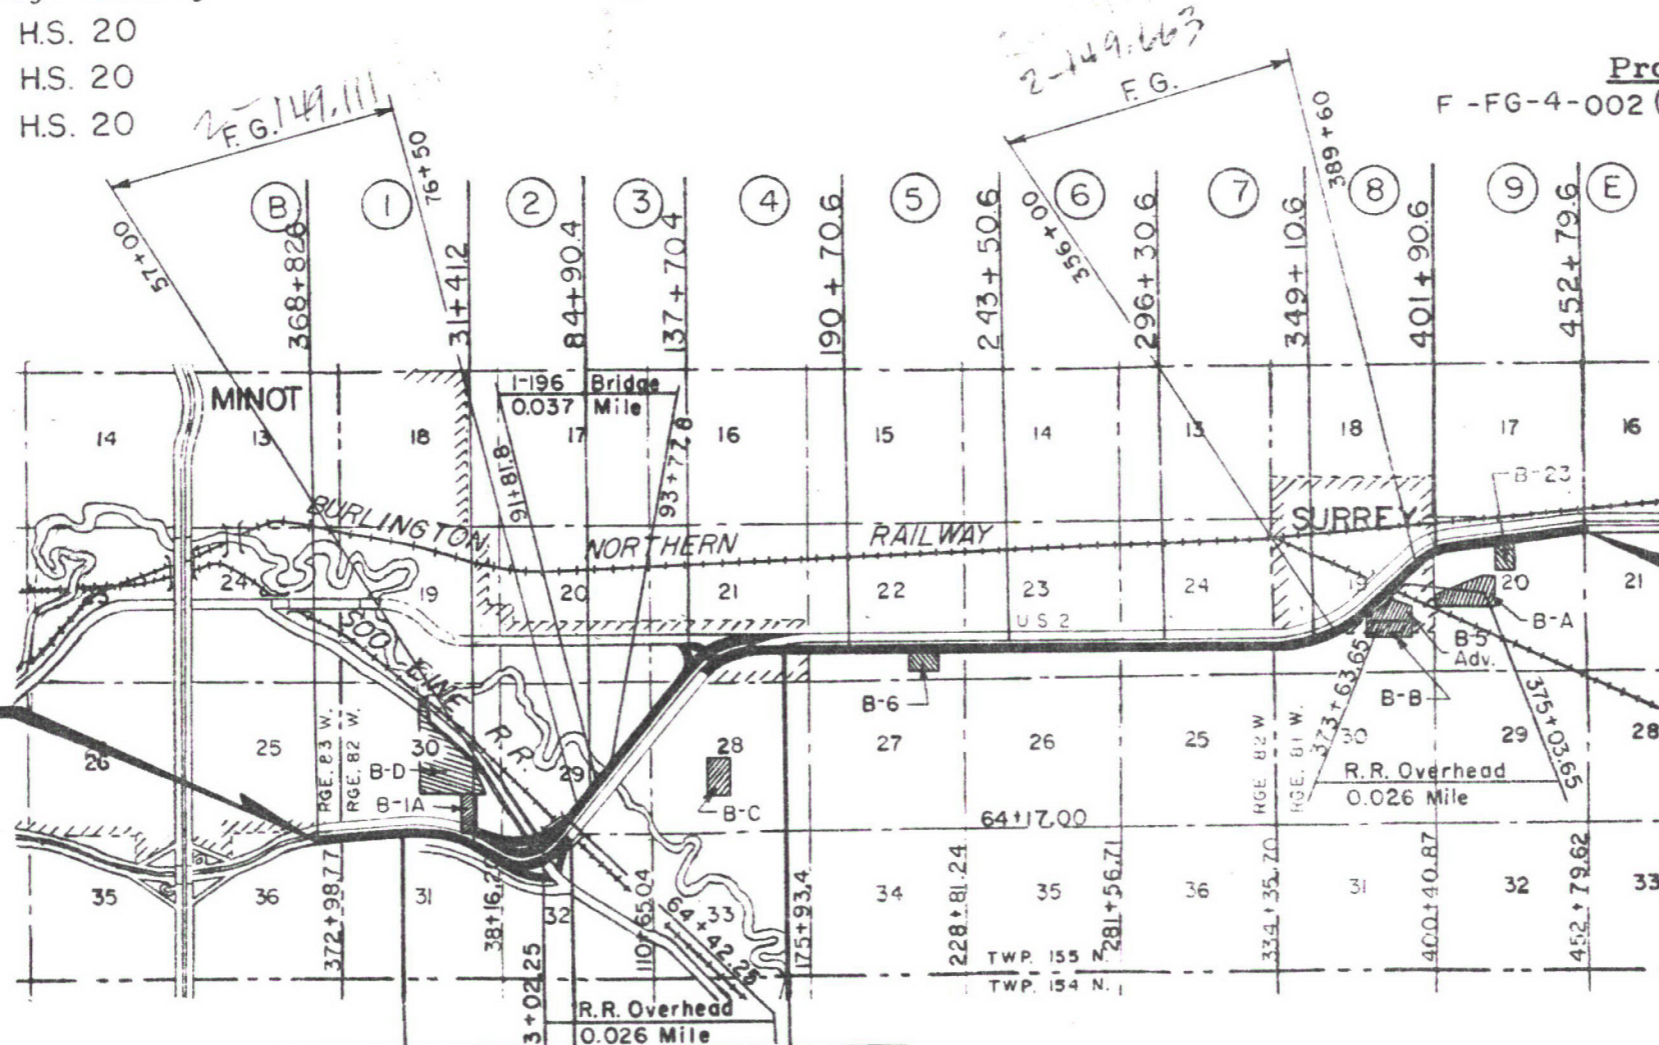 H.S. 20
H.S. 20
H.S. 20
2-149.111
F. G.
2-149.663
F. G.
F-FG-4-002 (
57+00
76+50
356+00
389+60
B
1
2
3
4
5
6
7
8
9
E
368+82.8
31+41.2
84+90.4
137+70.4
190+70.6
243+50.6
296+30.6
349+10.6
401+90.6
452+79.6
MINOT
1-196 Bridge
0.037 Mile
91+81.8
93+77.8
14
13
18
17
16
15
14
13
18
17
16
B-23
BURLINGTON NORTHERN RAILWAY
SURREY
24
19
20
21
22
23
24
19
20
21
U.S. 2
SOO LINE R.R.
B-A
B-5
Adv.
B-B
B-6
373+63.65
375+03.65
26
25
RGE. 83 W.
RGE. 82 W.
30
29
28
27
26
25
RGE. 82 W.
RGE. 81 W.
30
29
28
B-D
B-1A
B-C
R.R. Overhead
0.026 Mile
64+17.00
35
36
31
32
33
34
35
36
31
32
33
372+98.77
38+16.2
110+65.04
64x42.25
175+93.4
228+81.24
281+56.71
334+35.70
400+40.87
452+79.62
TWP. 155 N.
TWP. 154 N.
3+02.25
R.R. Overhead
0.026 Mile